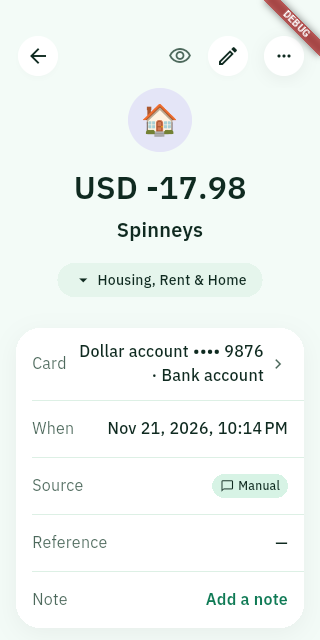 DEBUG
USD -17.98
Spinneys
Housing, Rent & Home
Card
Dollar account •••• 9876
· Bank account
When
Nov 21, 2026, 10:14 PM
Source
Manual
Reference
—
Note
Add a note